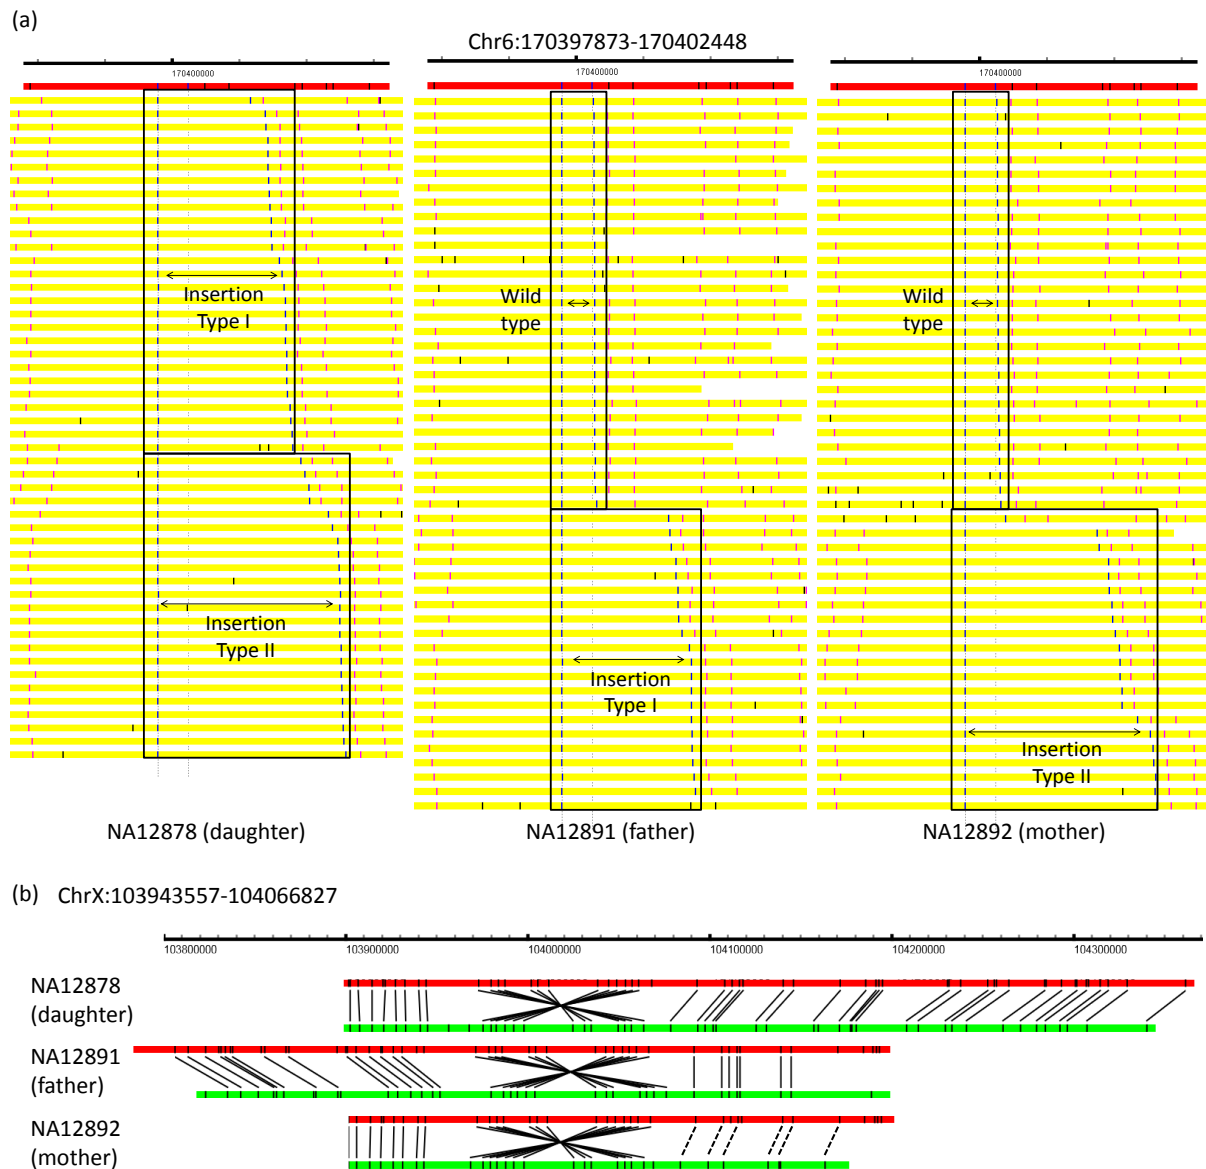 (a)
Chr6:170397873-170402448
170400000
170400000
170400000
Insertion
Type I
Wild
type
Wild
type
Insertion
Type II
Insertion
Type I
Insertion
Type II
NA12878 (daughter)
NA12891 (father)
NA12892 (mother)
(b) ChrX:103943557-104066827
103800000
103900000
104000000
104100000
104200000
104300000
NA12878
(daughter)
NA12891
(father)
NA12892
(mother)